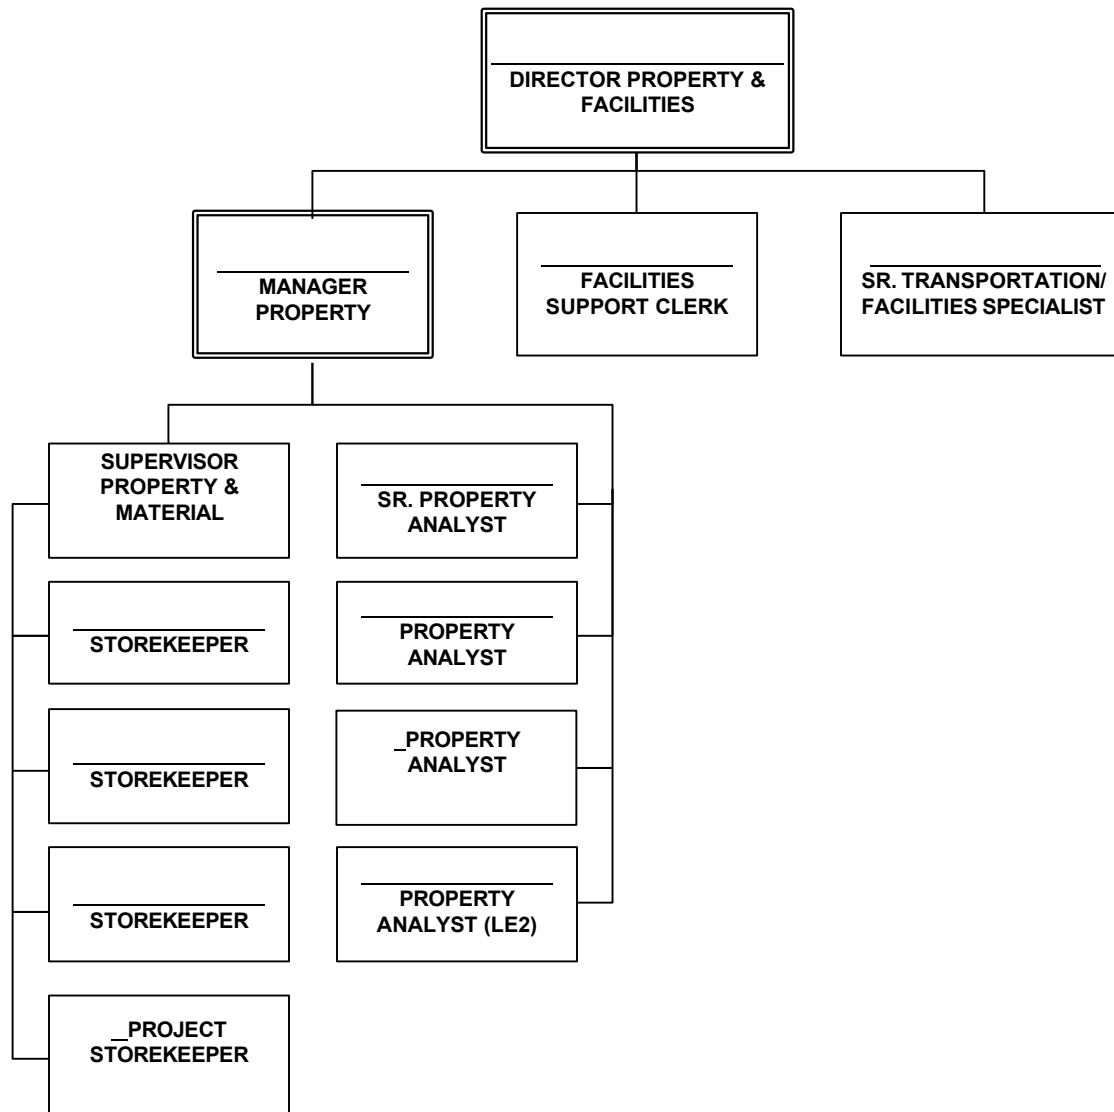 DIRECTOR PROPERTY &
FACILITIES
MANAGER
PROPERTY
FACILITIES
SUPPORT CLERK
SR. TRANSPORTATION/
FACILITIES SPECIALIST
SUPERVISOR
PROPERTY &
MATERIAL
SR. PROPERTY
ANALYST
STOREKEEPER
PROPERTY
ANALYST
STOREKEEPER
_PROPERTY
ANALYST
STOREKEEPER
PROPERTY
ANALYST (LE2)
_PROJECT
STOREKEEPER